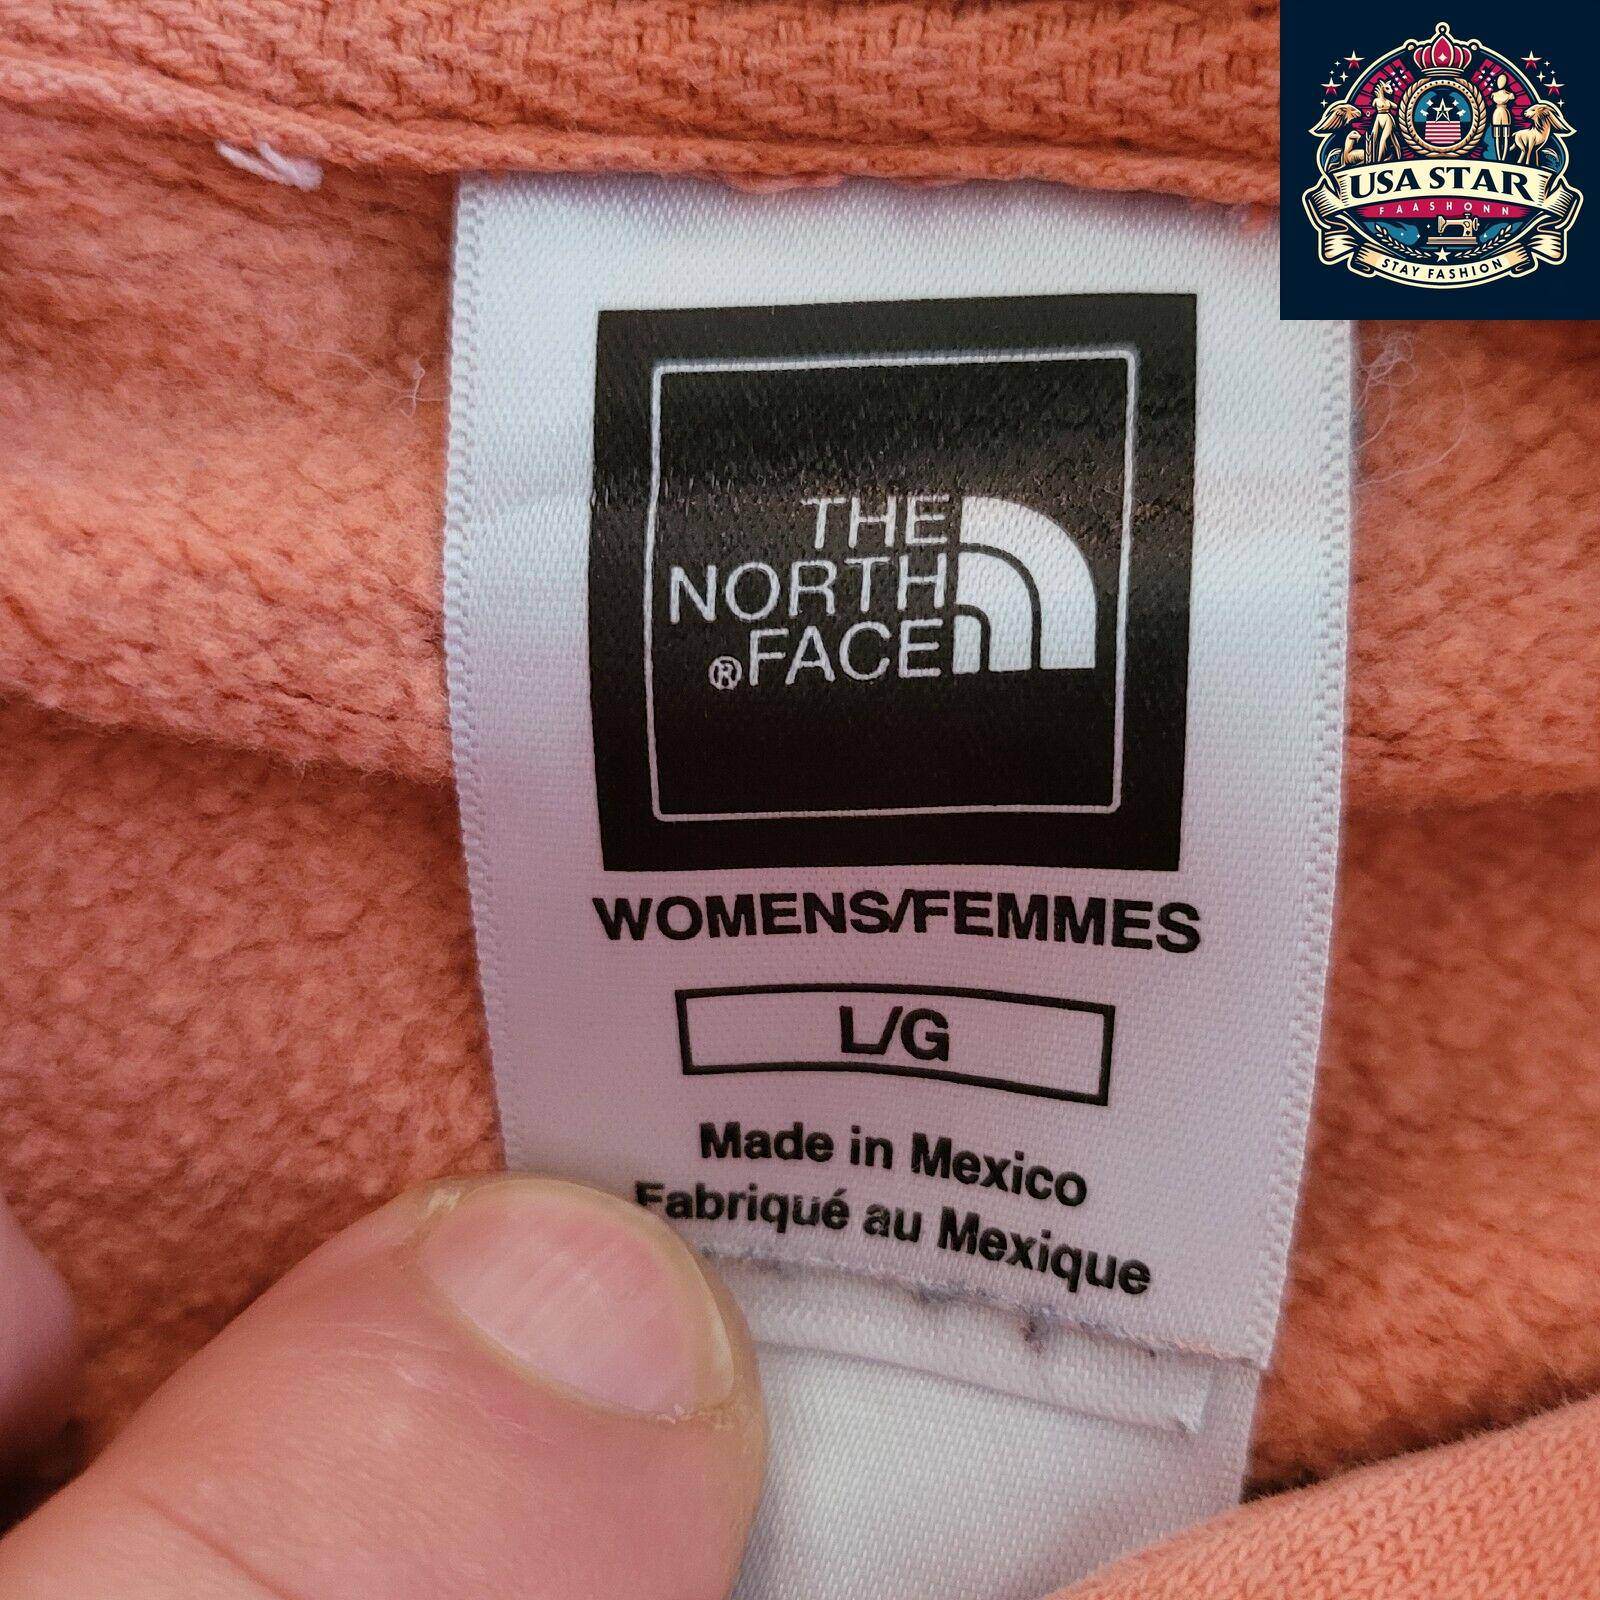 USA STAR
FAASHONN
STAY FASHION
THE
NORTH
®FACE
WOMENS/FEMMES
L/G
Made in Mexico
Fabriqué au Mexique